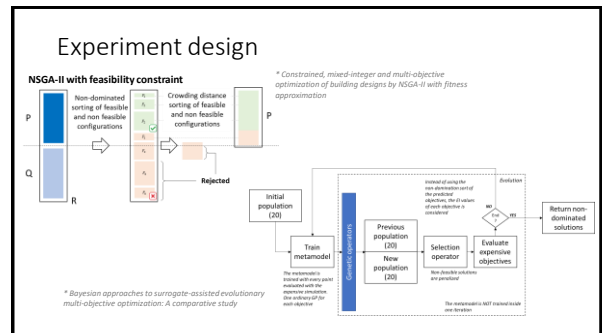 Experiment design
NSGA-II with feasibility constraint
* Constrained, mixed-integer and multi-objective
optimization of building designs by NSGA-II with fitness
approximation
Non-dominated
sorting of feasible
and non feasible
configurations
Crowding distance
sorting of feasible
and non feasible
configurations
P
Q
R
P
Rejected
Initial
population
(20)
Train
metamodel
The metamodel is
trained with every point
evaluated with the
expensive simulation.
One ordinary GP for
each objective
Genetic operators
Previous
population
(20)
New
population
(20)
Instead of using the
non domination sort of
the predicted
objectives, the EI values
of each objective is
considered
Selection
operator
Non-feasible solutions
are penalized
Evaluate
expensive
objectives
Evolution
NO
End
?
YES
Return non-
dominated
solutions
The metamodel is NOT trained inside
one iteration
* Bayesian approaches to surrogate-assisted evolutionary
multi-objective optimization: A comparative study